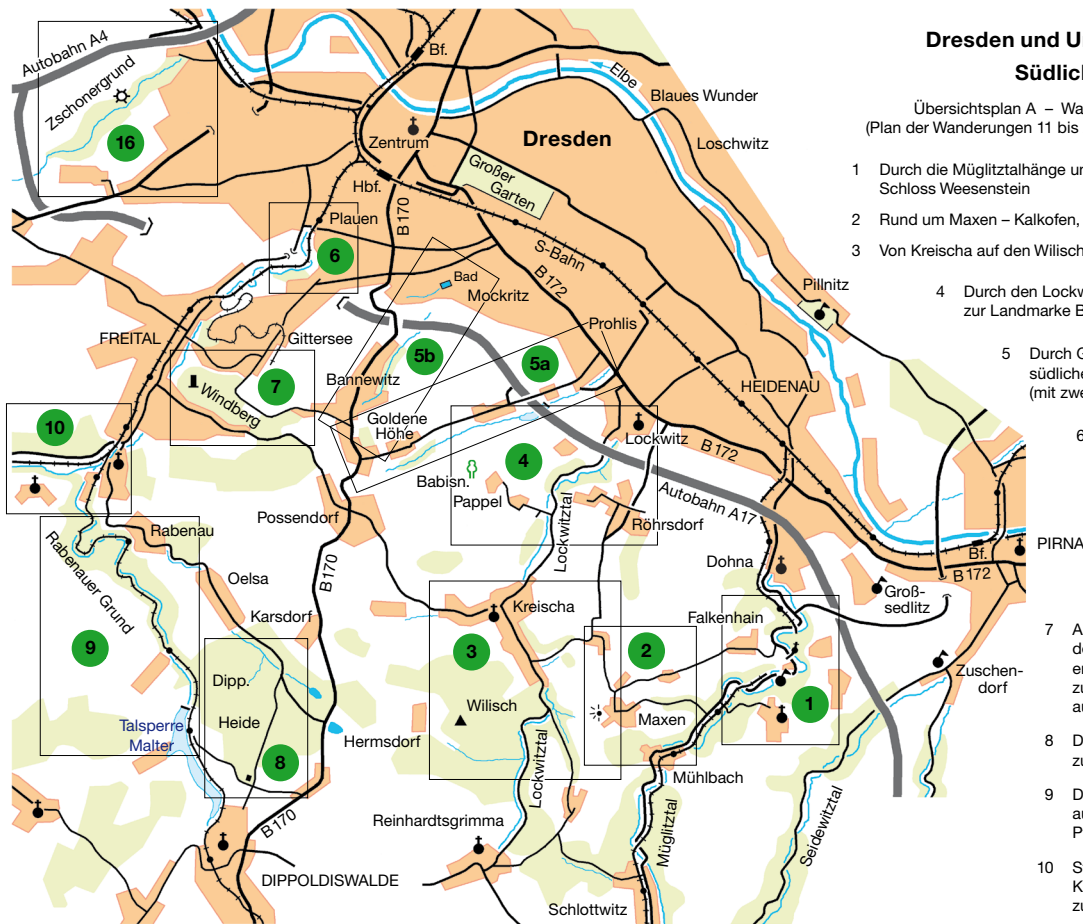 Dresden und U
Südlich
Übersichtsplan A – Wa
(Plan der Wanderungen 11 bis
1 Durch die Müglitztalhänge un
Schloss Weesenstein
2 Rund um Maxen – Kalkofen,
3 Von Kreischa auf den Wilisch
4 Durch den Lockw
zur Landmarke B
5 Durch G
südliche
(mit zwe
6
7 A
de
er
zu
au
8 D
zu
9 D
au
P
10 S
K
zu
Autobahn A4
Zschonergrund
16
Bf.
Elbe
Blaues Wunder
Loschwitz
Zentrum
Dresden
Großer
Garten
Hbf.
Plauen
B170
6
S-Bahn
B 172
Bad
Mockritz
Pillnitz
Prohlis
FREITAL
Gittersee
5b
5a
7
Windberg
Bannewitz
HEIDENAU
Goldene
Höhe
10
Lockwitz
B 172
4
Babisn.
Pappel
Autobahn A17
Possendorf
Lockwitztal
Röhrsdorf
Rabenau
Rabenauer Grund
Bf.
PIRNA
B 172
Dohna
Oelsa
B170
Groß-
sedlitz
Karsdorf
Kreischa
Falkenhain
9
3
2
Zuschen-
dorf
Dipp.
Heide
Wilisch
Maxen
1
Talsperre
Malter
Hermsdorf
8
Mühlbach
Lockwitztal
Müglitztal
Seidewitztal
B170
Reinhardtsgrimma
DIPPOLDISWALDE
Schlottwitz